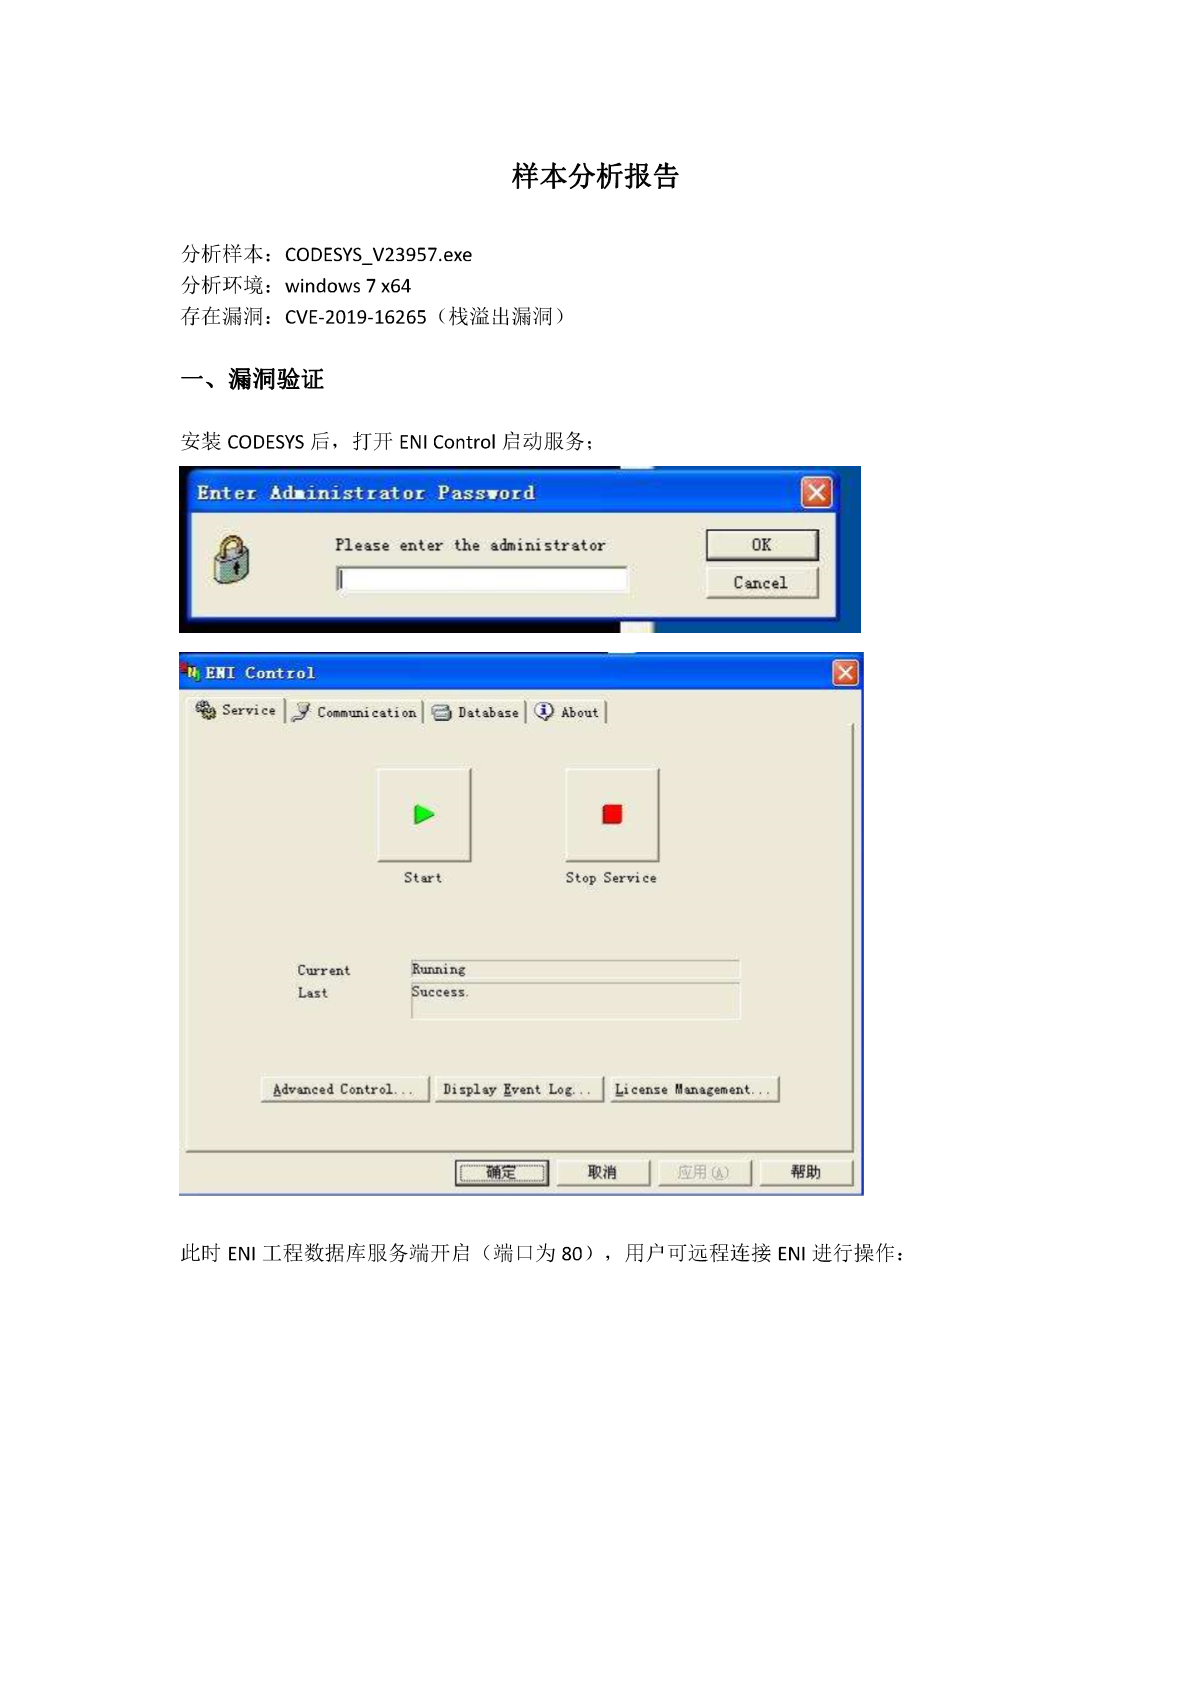 样本分析报告
分析样本：CODESYS_V23957.exe
分析环境：windows 7 x64
存在漏洞：CVE-2019-16265（栈溢出漏洞）
一、漏洞验证
安装 CODESYS 后，打开 ENI Control 启动服务；
Enter Administrator Password
Please enter the administrator
OK
Cancel
ENI Control
Service Communication Database About
Start Stop Service
Current Running
Last Success.
Advanced Control... Display Event Log... License Management...
确定 取消 应用(A) 帮助
此时 ENI 工程数据库服务端开启（端口为 80），用户可远程连接 ENI 进行操作：